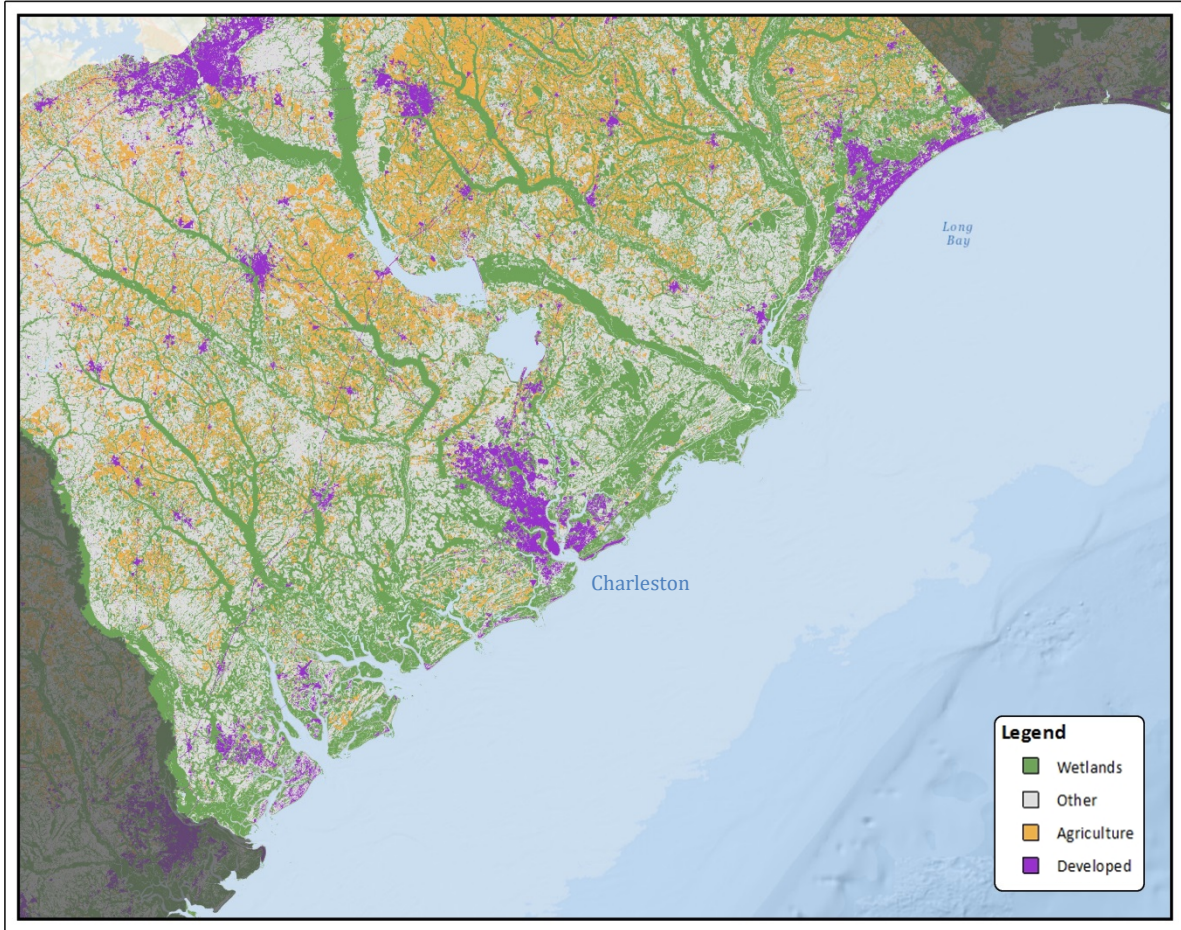 Long
Bay
Charleston
Legend
Wetlands
Other
Agriculture
Developed